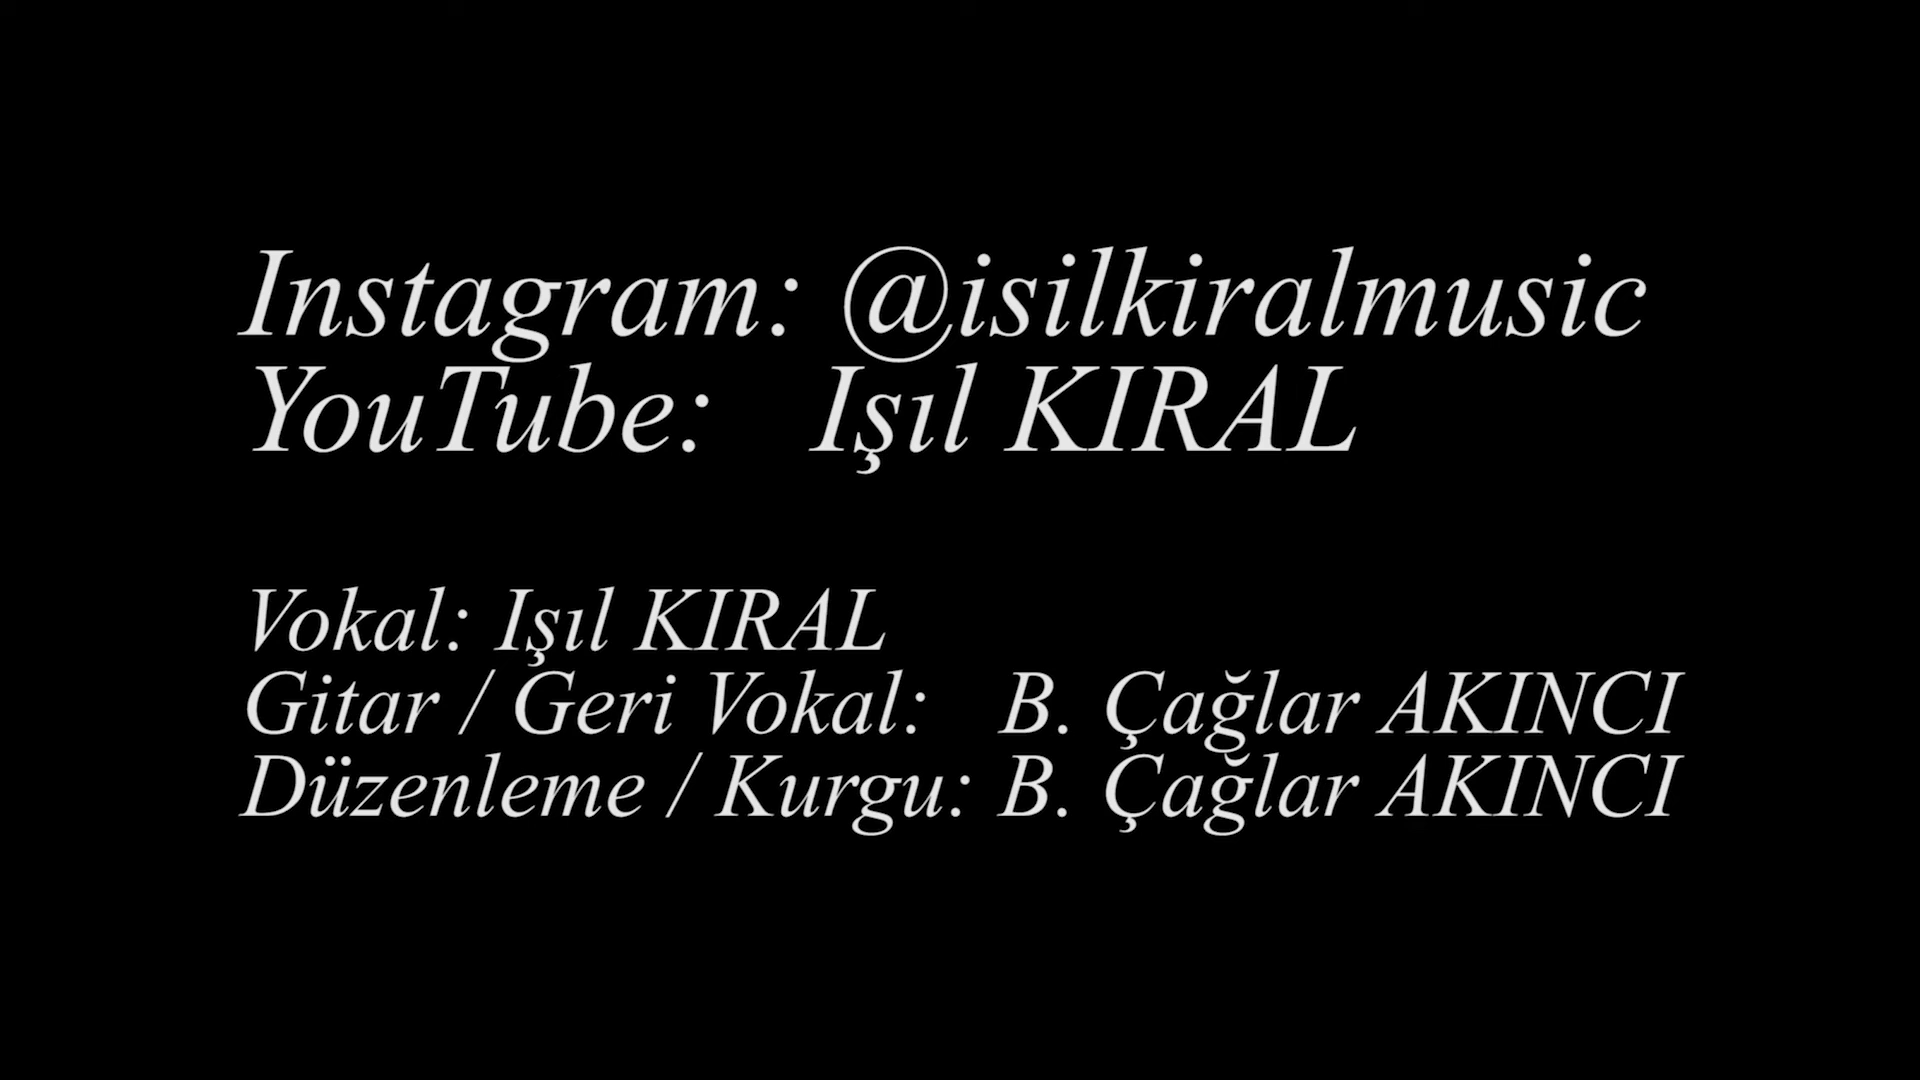 Instagram: @isilkiralmusic
YouTube: Işıl KIRAL
Vokal: Işıl KIRAL
Gitar / Geri Vokal: B. Çağlar AKINCI
Düzenleme / Kurgu: B. Çağlar AKINCI